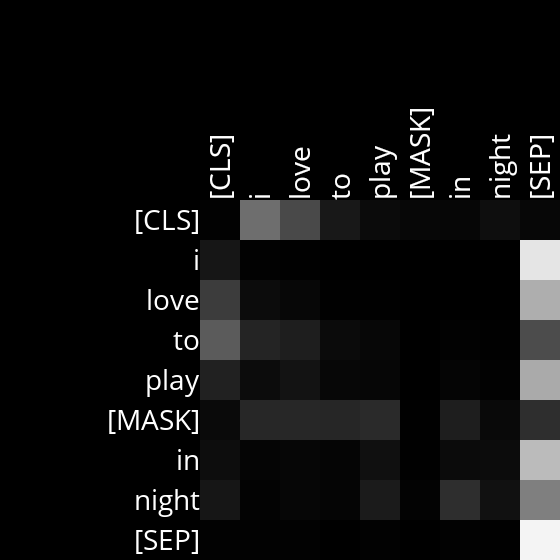 [CLS] i love to play [MASK] in night [SEP]
[CLS]
i
love
to
play
[MASK]
in
night
[SEP]